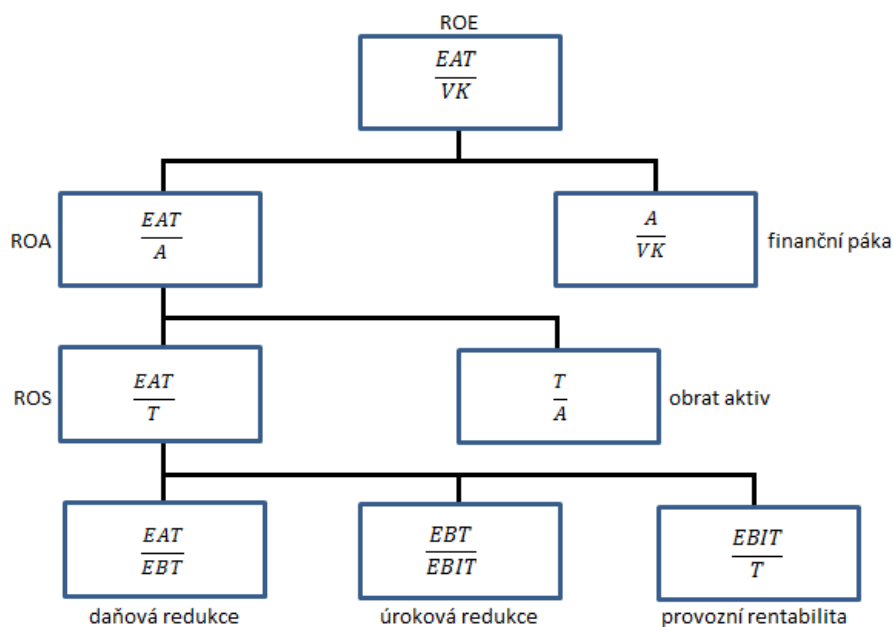 ROE
EAT
VK
ROA
EAT
A
A
VK
finanční páka
ROS
EAT
T
T
A
obrat aktiv
EAT
EBT
EBT
EBIT
EBIT
T
daňová redukce
úroková redukce
provozní rentabilita